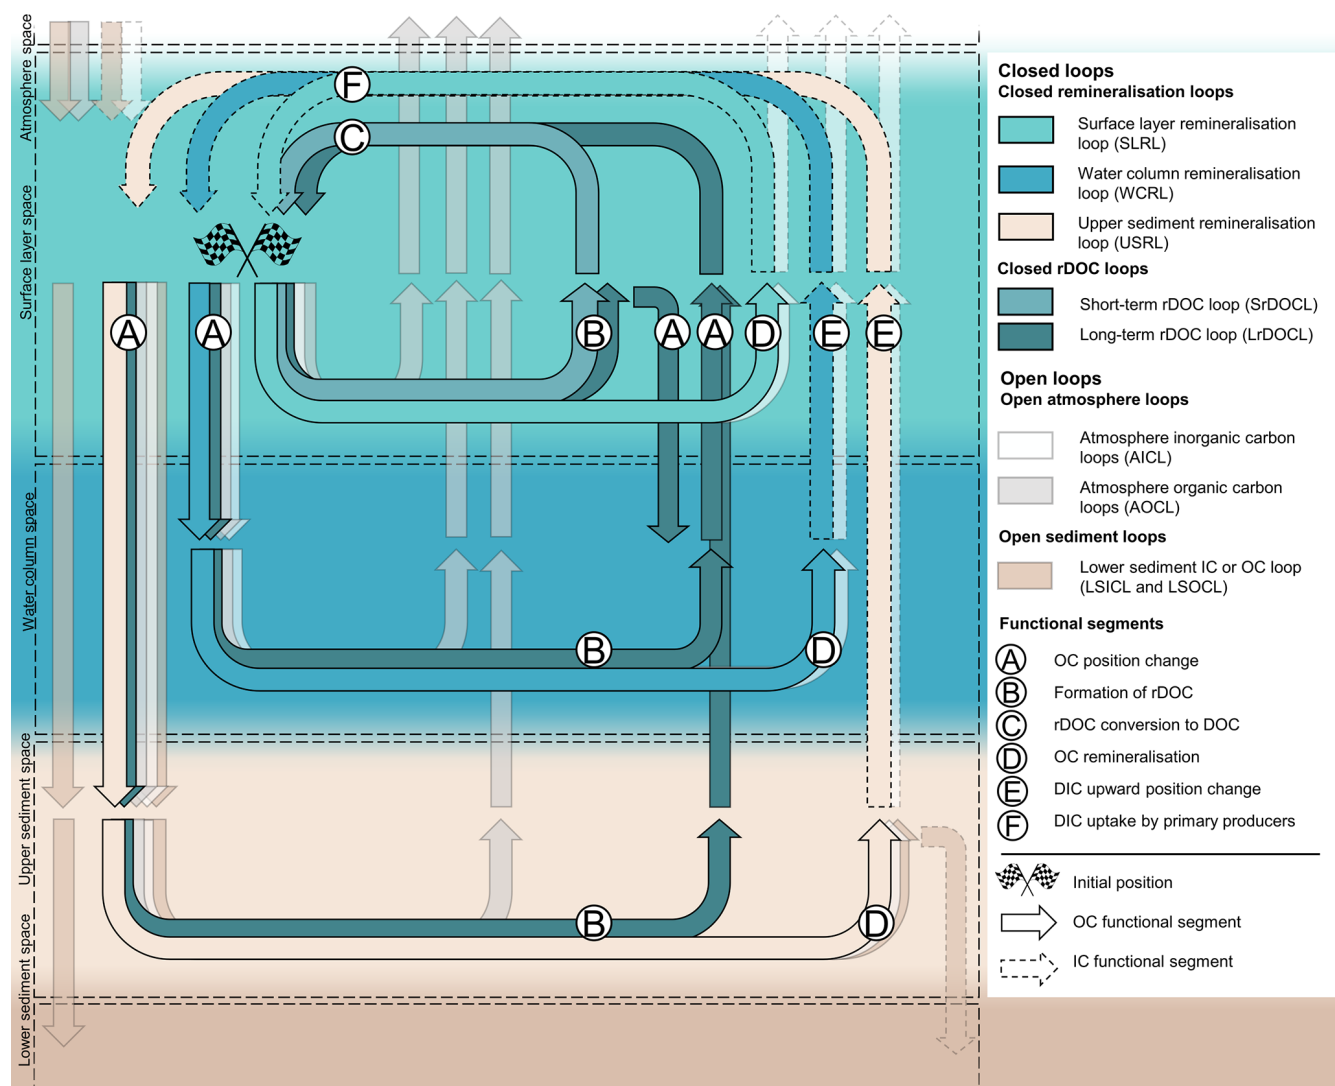 Atmosphere space
Surface layer space
Water column space
Upper sediment space
Lower sediment space
F
C
A
A
B
A
A
D
E
E
B
D
B
D
Closed loops
Closed remineralisation loops
Surface layer remineralisation
loop (SLRL)
Water column remineralisation
loop (WCRL)
Upper sediment remineralisation
loop (USRL)
Closed rDOC loops
Short-term rDOC loop (SrDOCL)
Long-term rDOC loop (LrDOCL)
Open loops
Open atmosphere loops
Atmosphere inorganic carbon
loops (AICL)
Atmosphere organic carbon
loops (AOCL)
Open sediment loops
Lower sediment IC or OC loop
(LSICL and LSOCL)
Functional segments
A OC position change
B Formation of rDOC
C rDOC conversion to DOC
D OC remineralisation
E DIC upward position change
F DIC uptake by primary producers
Initial position
OC functional segment
IC functional segment